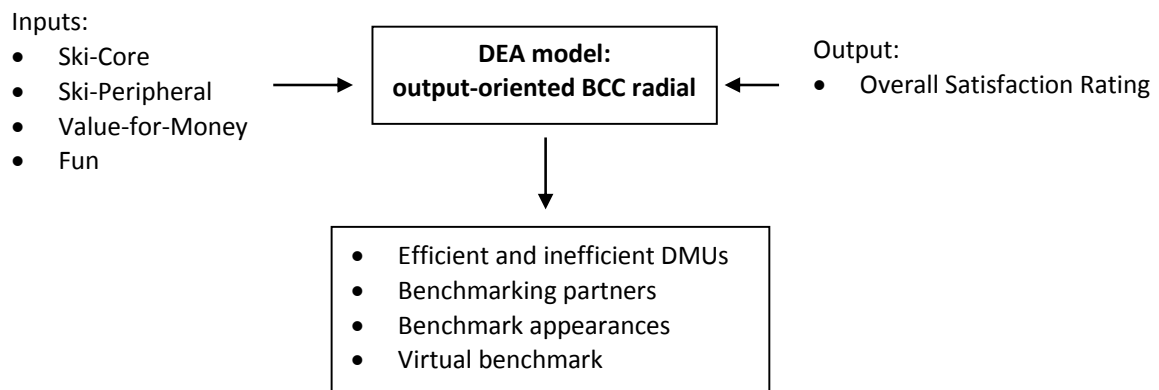 Inputs:
• Ski-Core
• Ski-Peripheral
• Value-for-Money
• Fun
DEA model:
output-oriented BCC radial
Output:
• Overall Satisfaction Rating
• Efficient and inefficient DMUs
• Benchmarking partners
• Benchmark appearances
• Virtual benchmark